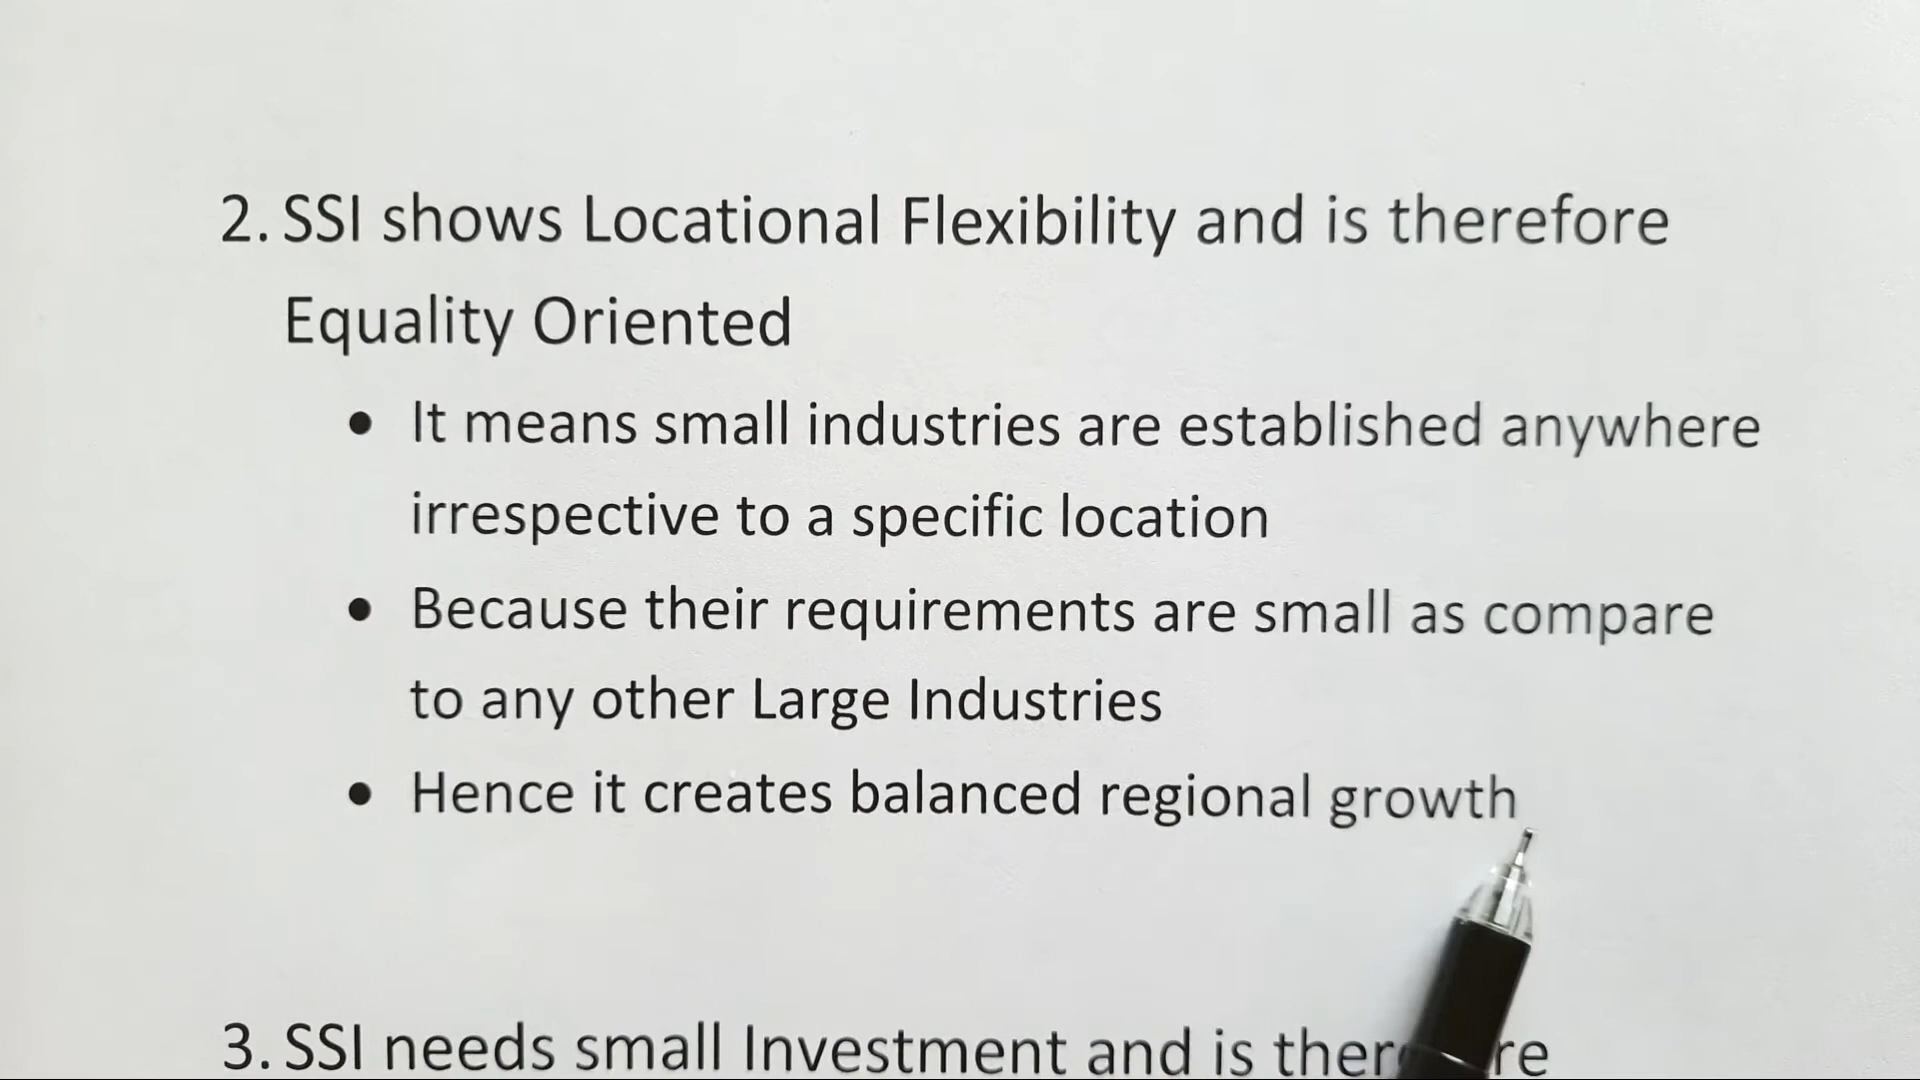 2. SSI shows Locational Flexibility and is therefore
Equality Oriented
• It means small industries are established anywhere
irrespective to a specific location
• Because their requirements are small as compare
to any other Large Industries
• Hence it creates balanced regional growth
3. SSI needs small Investment and is